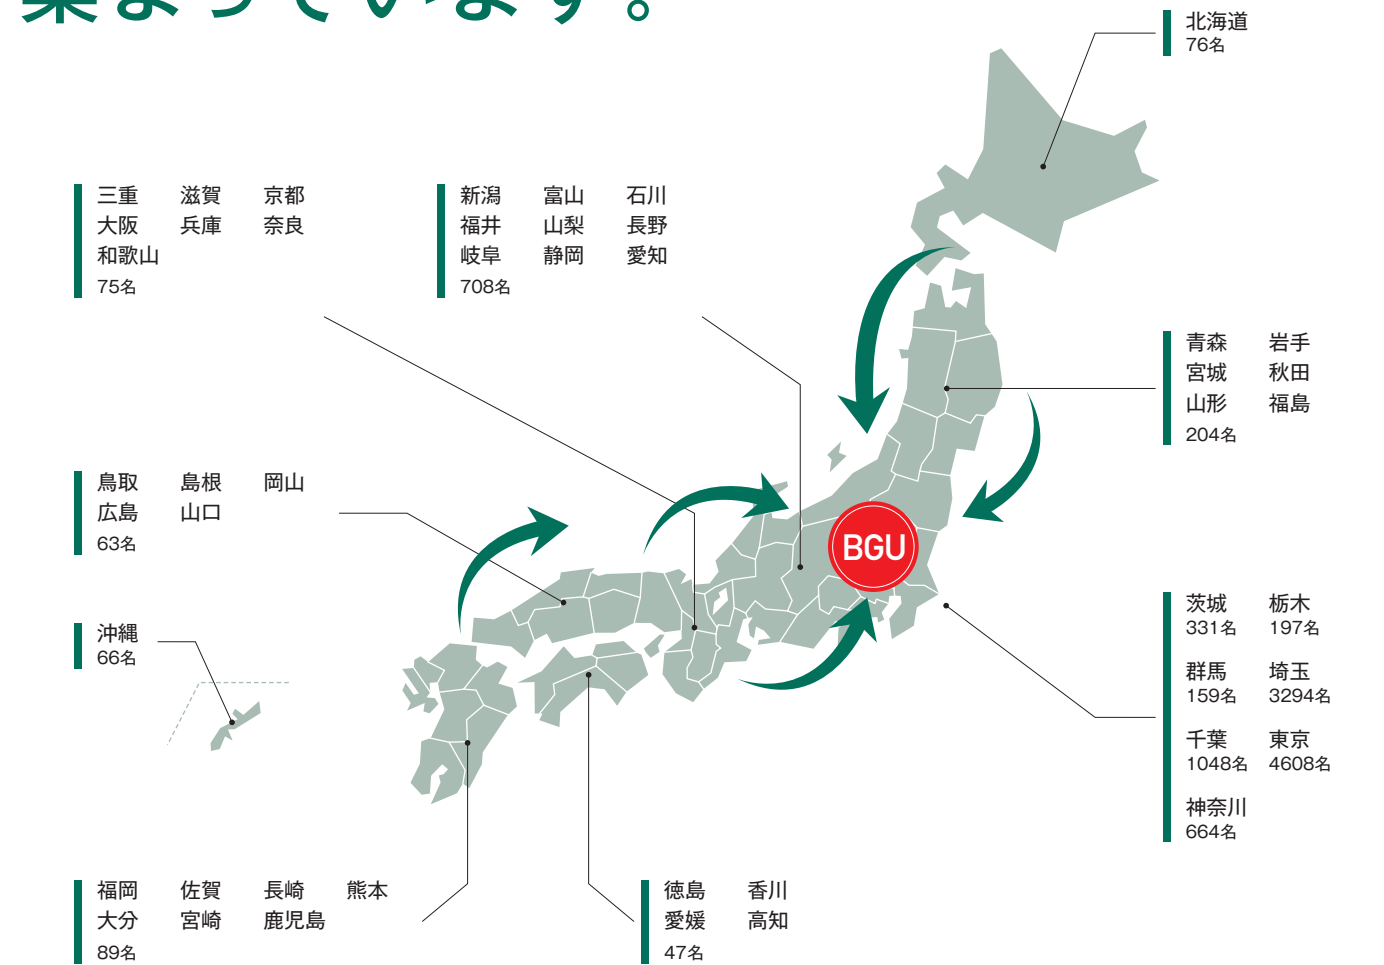 まっています。
北海道
76名
三重 滋賀 京都
大阪 兵庫 奈良
和歌山
75名
新潟 富山 石川
福井 山梨 長野
岐阜 静岡 愛知
708名
青森 岩手
宮城 秋田
山形 福島
204名
鳥取 島根 岡山
広島 山口
63名
BGU
沖縄
66名
茨城 栃木
331名 197名
群馬 埼玉
159名 3294名
千葉 東京
1048名 4608名
神奈川
664名
福岡 佐賀 長崎 熊本
大分 宮崎 鹿児島
89名
徳島 香川
愛媛 高知
47名